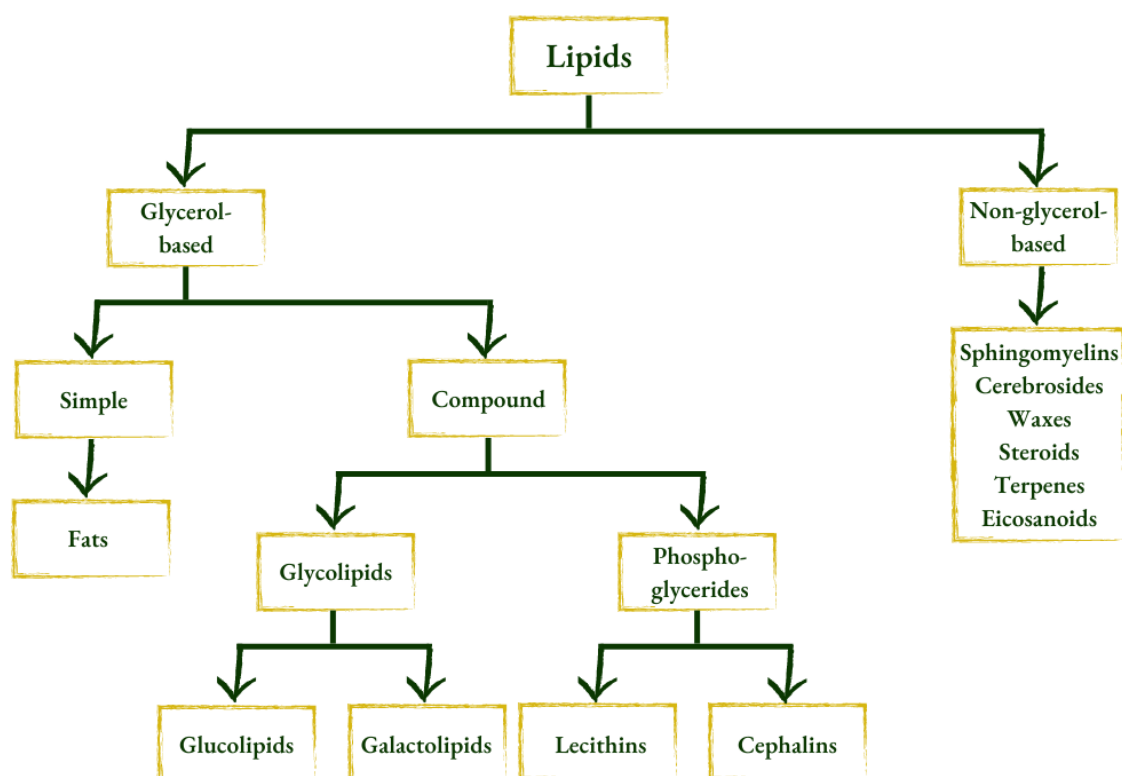 Lipids
Glycerol-
based
Non-glycerol-
based
Simple
Compound
Sphingomyelins
Cerebrosides
Waxes
Steroids
Terpenes
Eicosanoids
Fats
Glycolipids
Phospho-
glycerides
Glucolipids
Galactolipids
Lecithins
Cephalins